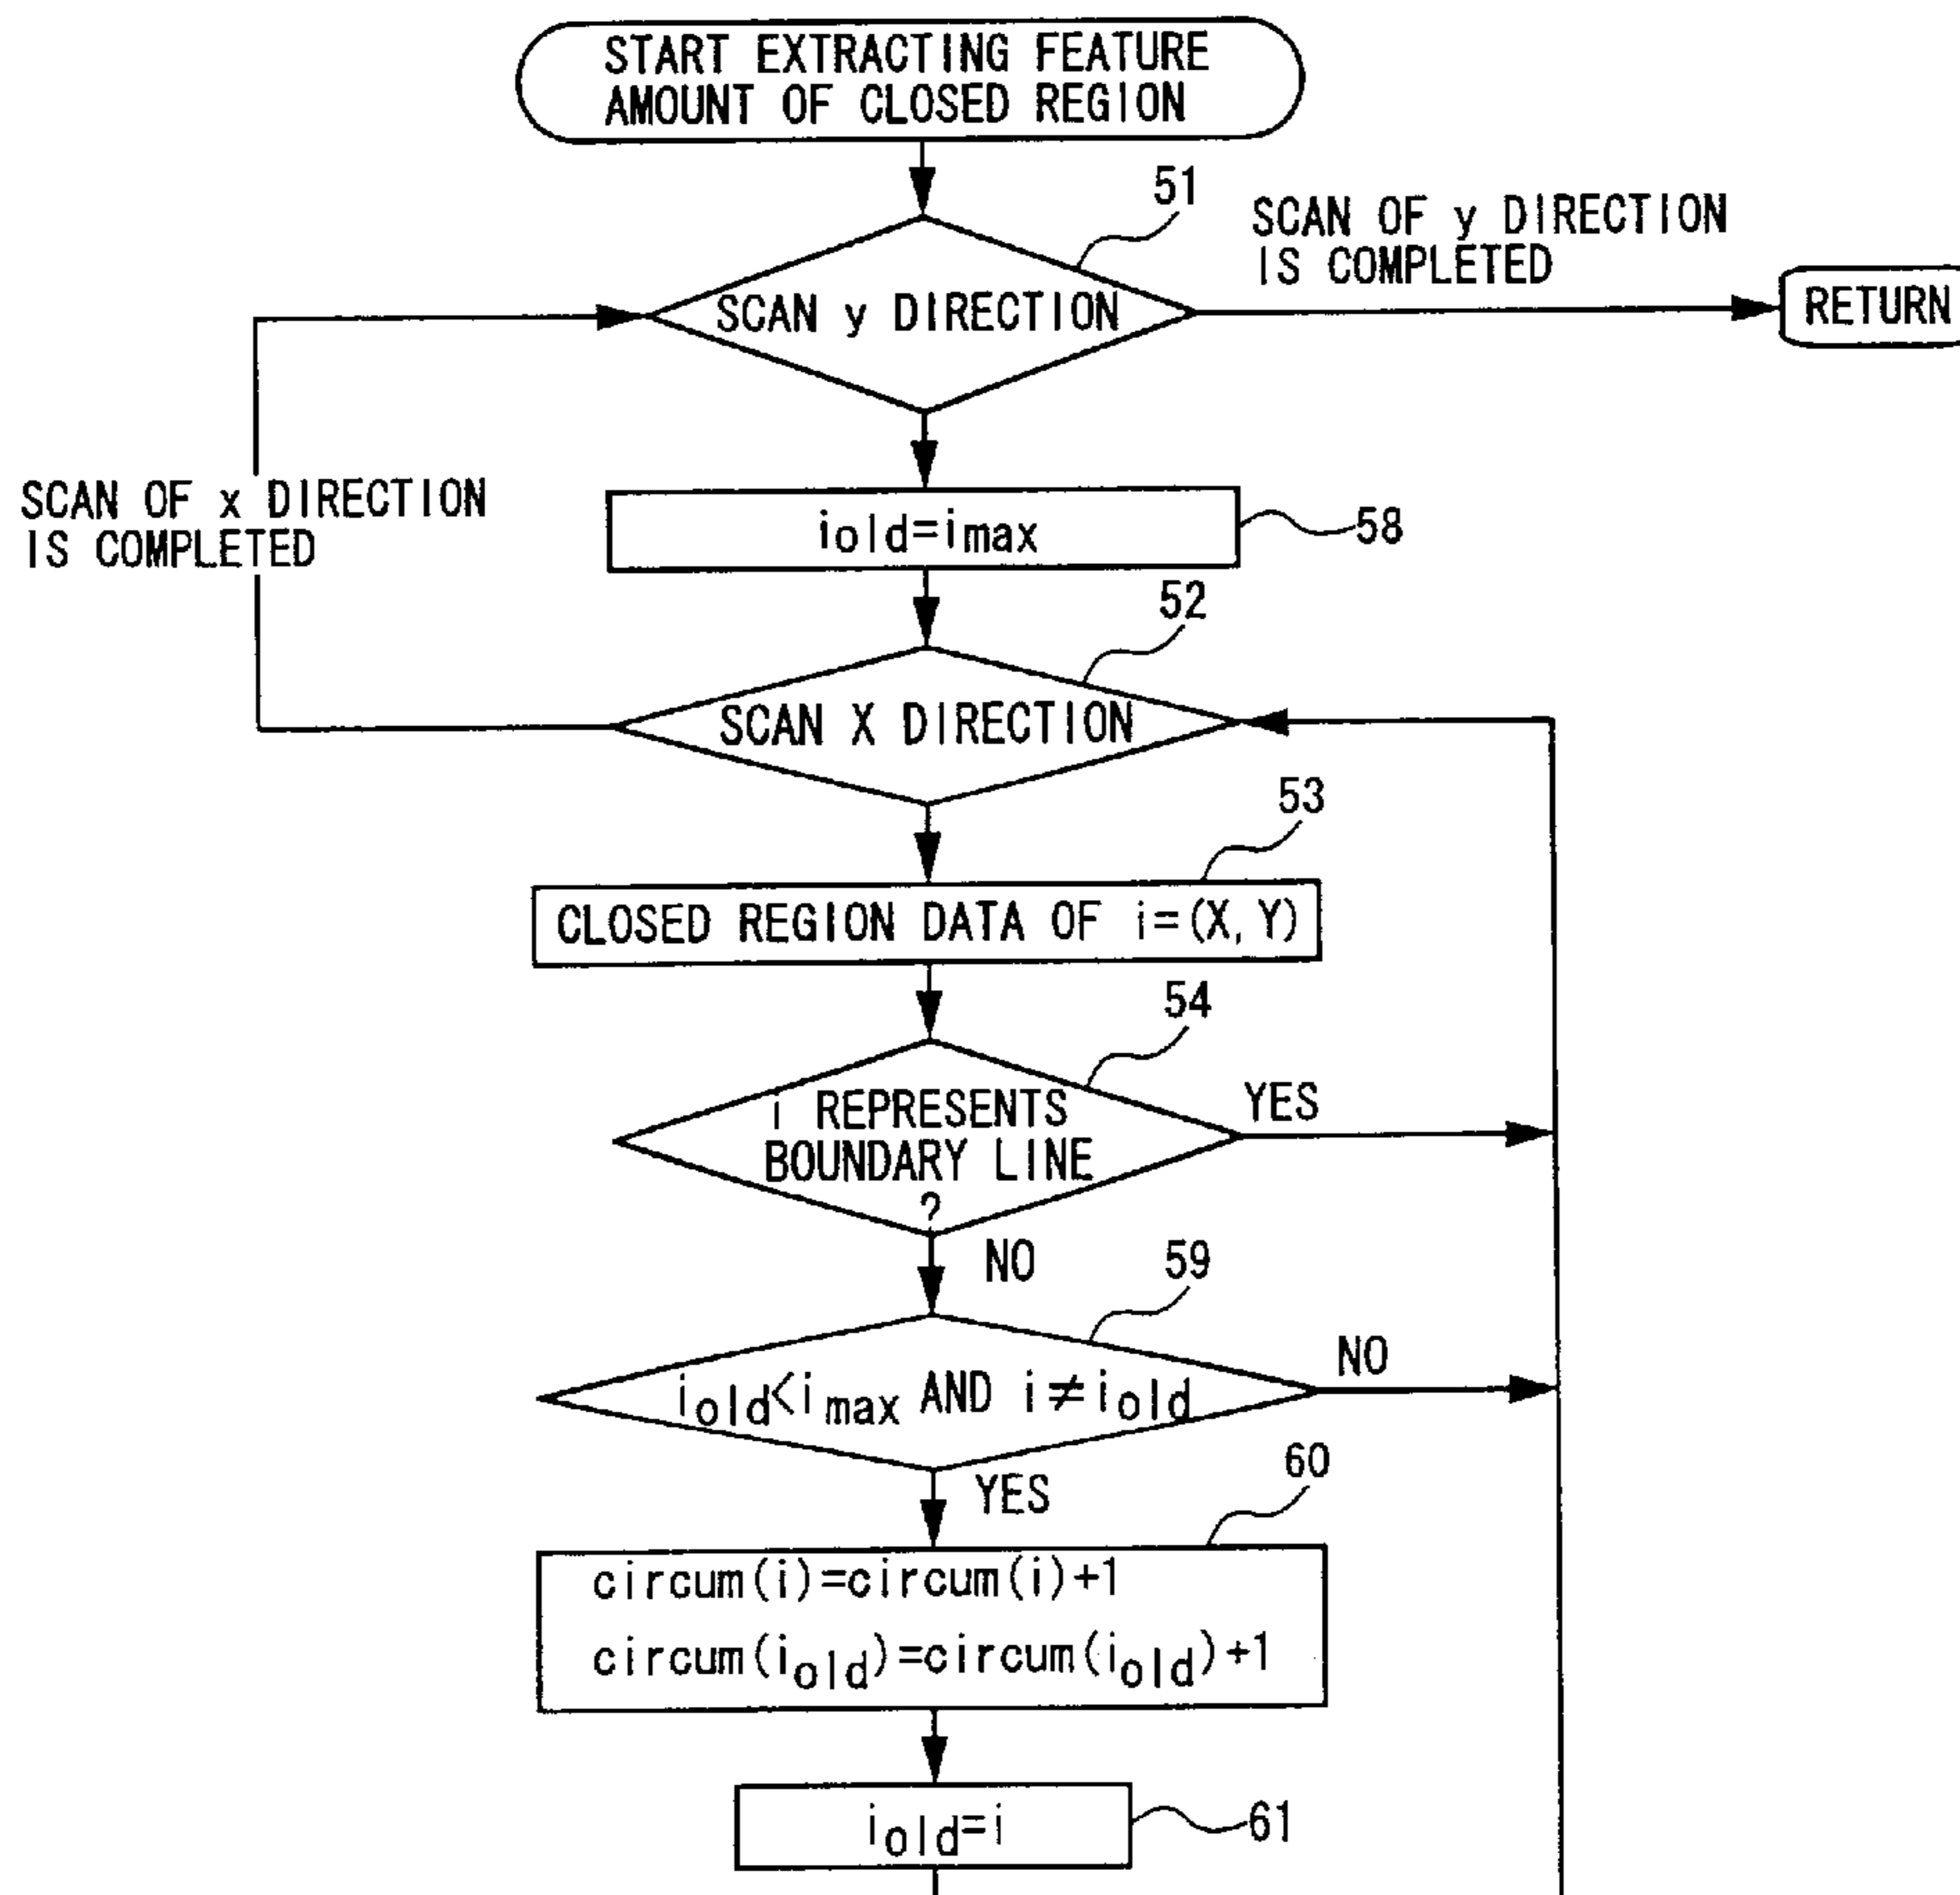 START EXTRACTING FEATURE
AMOUNT OF CLOSED REGION
51
SCAN OF y DIRECTION
IS COMPLETED
SCAN y DIRECTION
RETURN
SCAN OF x DIRECTION
IS COMPLETED
iold=imax
58
52
SCAN X DIRECTION
53
CLOSED REGION DATA OF i=(X, Y)
54
i REPRESENTS
BOUNDARY LINE
?
YES
NO
59
iold<imax AND i≠iold
NO
YES
60
circum(i)=circum(i)+1
circum(iold)=circum(iold)+1
iold=i
61